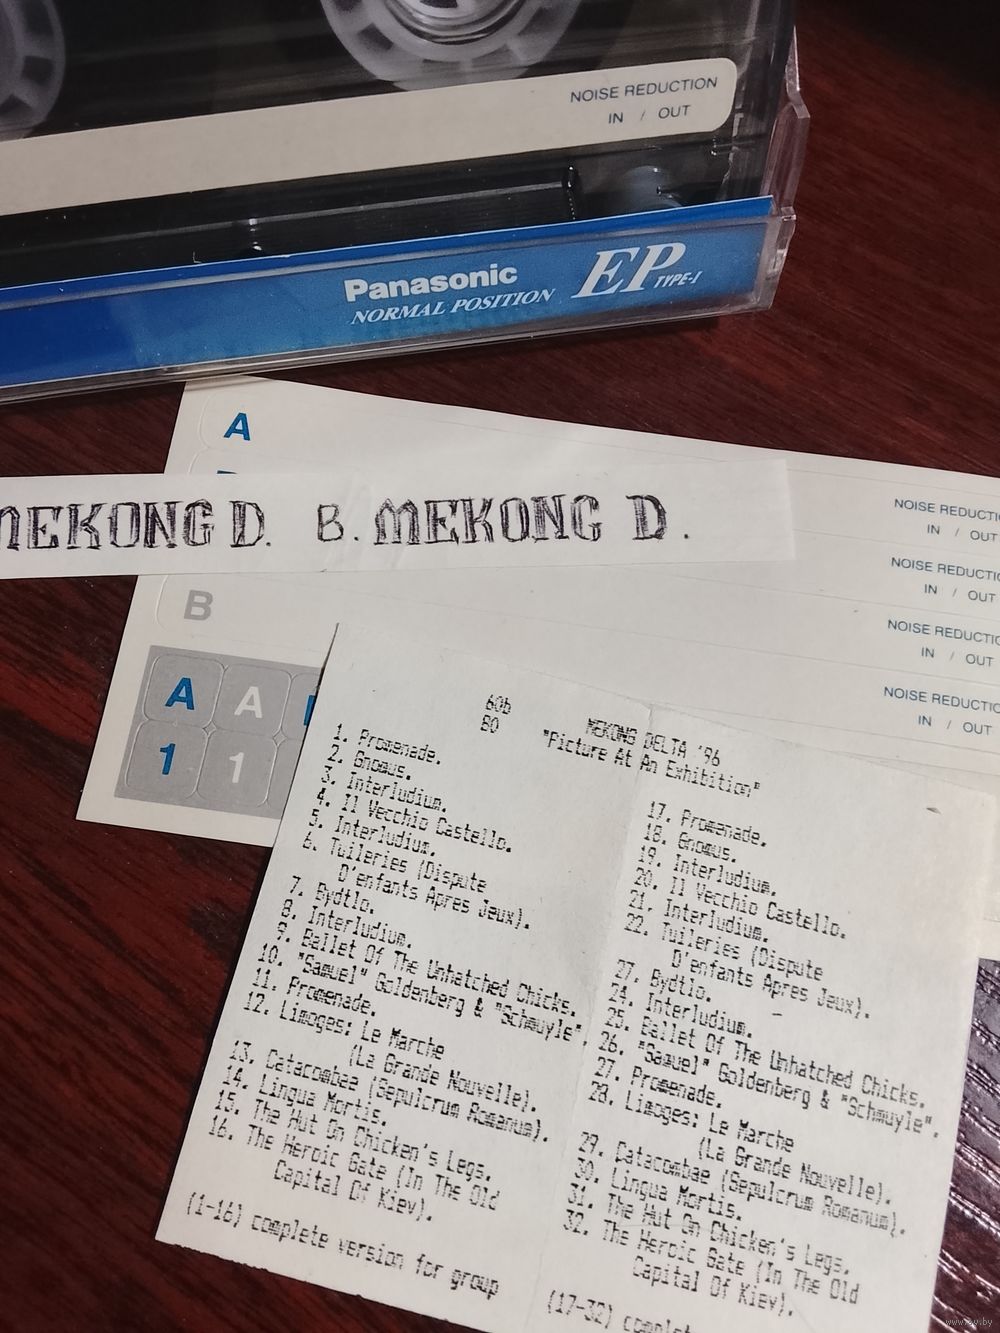 NOISE REDUCTION
IN / OUT
Panasonic
NORMAL POSITION
EP
TYPE-I
A
MEKONG D. B. MEKONG D.
NOISE REDUCTIO
IN / OUT
NOISE REDUCTIO
IN / OUT
B
NOISE REDUCTIO
IN / OUT
A A
1 1
NOISE REDUCTIO
IN / OUT
60b
BO
MEKONG DELTA '96
"Picture At An Exhibition"
1. Promenade.
2. Gnomus.
3. Interludium.
4. Il Vecchio Castello.
5. Interludium.
6. Tuileries (Dispute
D'enfants Apres Jeux).
7. Bydtlo.
8. Interludium.
9. Ballet Of The Unhatched Chicks.
10. "Samuel" Goldenberg & "Schmuyle".
11. Promenade.
12. Limoges: Le Marche
(La Grande Nouvelle).
13. Catacombae (Sepulcrum Romanum).
14. Lingua Mortis.
15. The Hut On Chicken's Legs.
16. The Heroic Gate (In The Old
Capital Of Kiev).
(1-16) complete version for group
17. Promenade.
18. Gnomus.
19. Interludium.
20. Il Vecchio Castello.
21. Interludium.
22. Tuileries (Dispute
D'enfants Apres Jeux).
27. Bydtlo.
24. Interludium.
25. Ballet Of The Unhatched Chicks.
26. "Samuel" Goldenberg & "Schmuyle".
27. Promenade.
28. Limoges: Le Marche
(La Grande Nouvelle).
29. Catacombae (Sepulcrum Romanum).
30. Lingua Mortis.
31. The Hut On Chicken's Legs.
32. The Heroic Gate (In The Old
Capital Of Kiev).
(17-32) complet